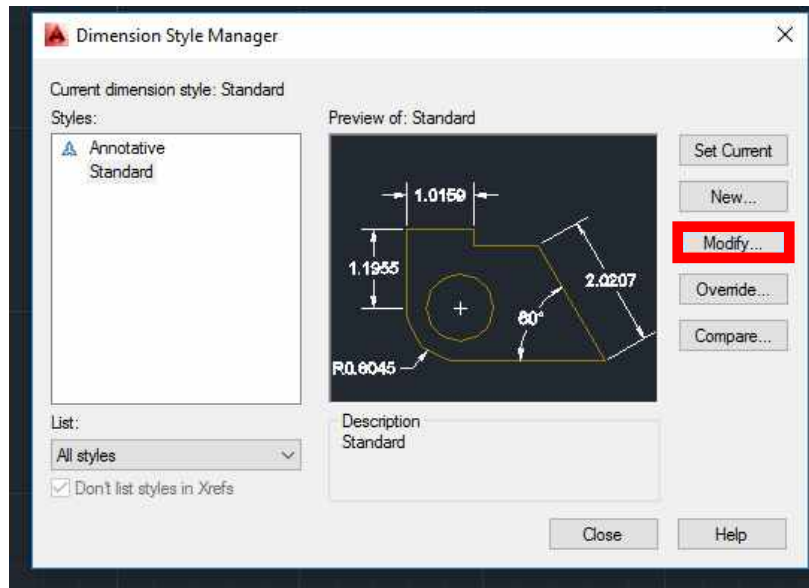 Dimension Style Manager
Current dimension style: Standard
Styles:
Annotative
Standard
List:
All styles
Don't list styles in Xrefs
Preview of: Standard
1.0159
1.1955
2.0207
60°
R0.8045
Description
Standard
Set Current
New...
Modify...
Override...
Compare...
Close
Help